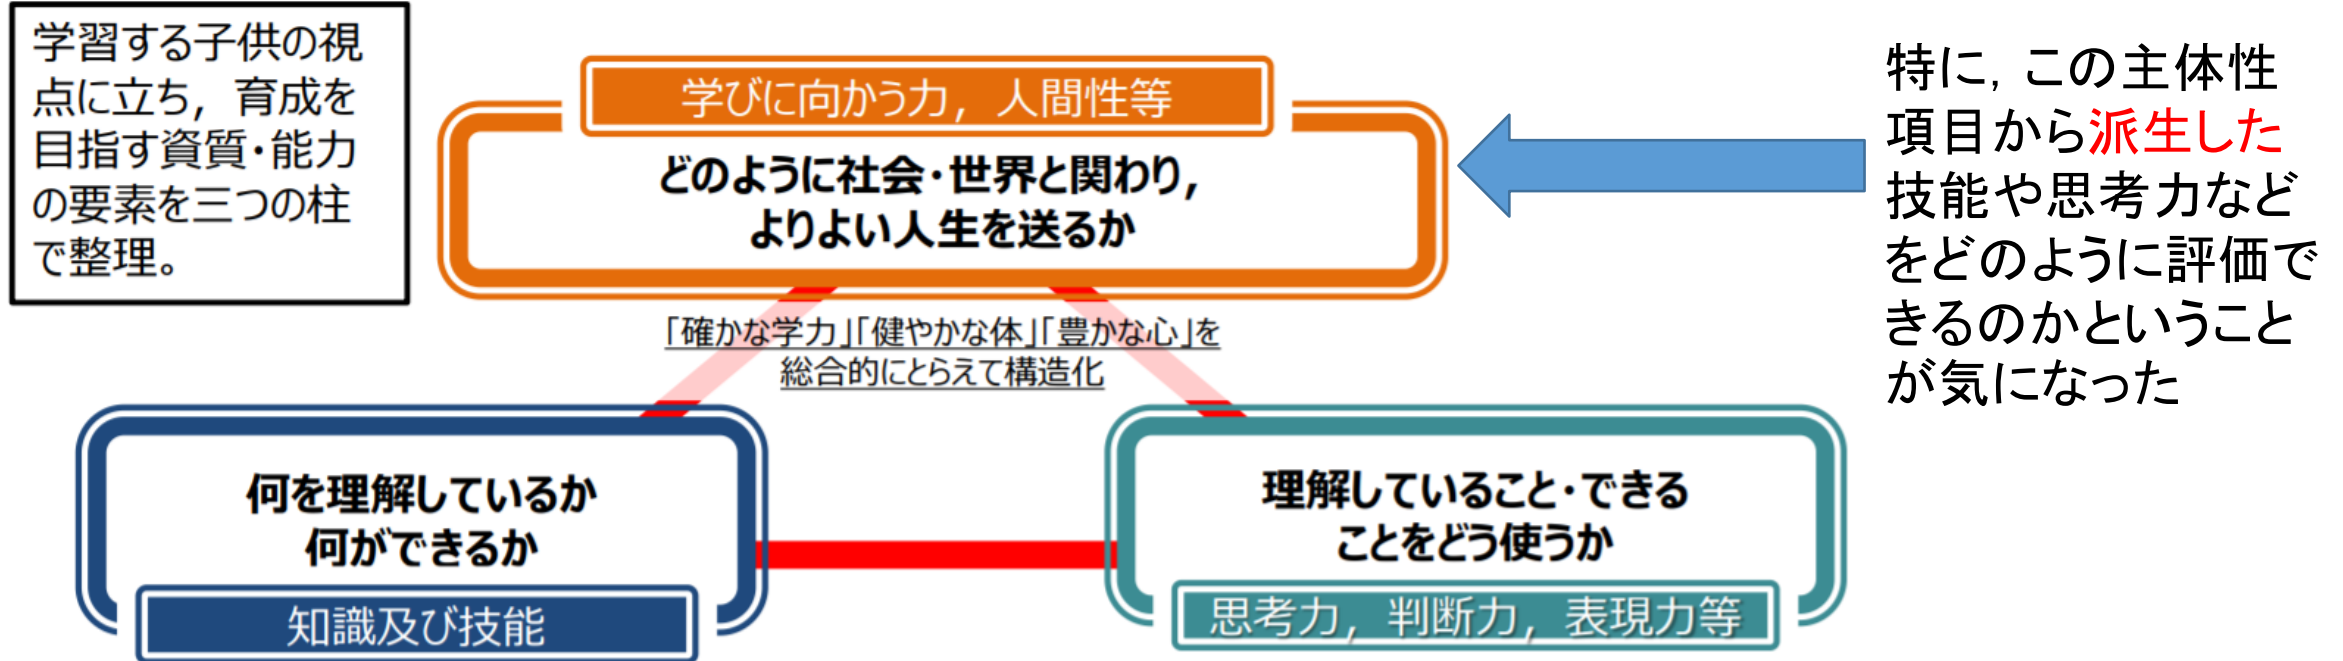 学習する子供の視
点に立ち，育成を
目指す資質・能力
の要素を三つの柱
で整理。
学びに向かう力，人間性等
どのように社会・世界と関わり，
よりよい人生を送るか
特に，この主体性
項目から派生した
技能や思考力など
をどのように評価で
きるのかということ
が気になった
「確かな学力」「健やかな体」「豊かな心」を
総合的にとらえて構造化
何を理解しているか
何ができるか
知識及び技能
理解していること・できる
ことをどう使うか
思考力，判断力，表現力等